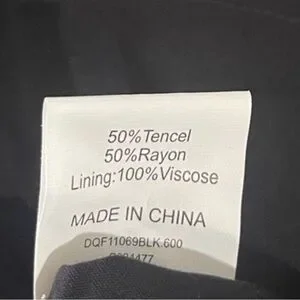 50%Tencel
50%Rayon
Lining:100%Viscose
MADE IN CHINA
DQF11069BLK.600